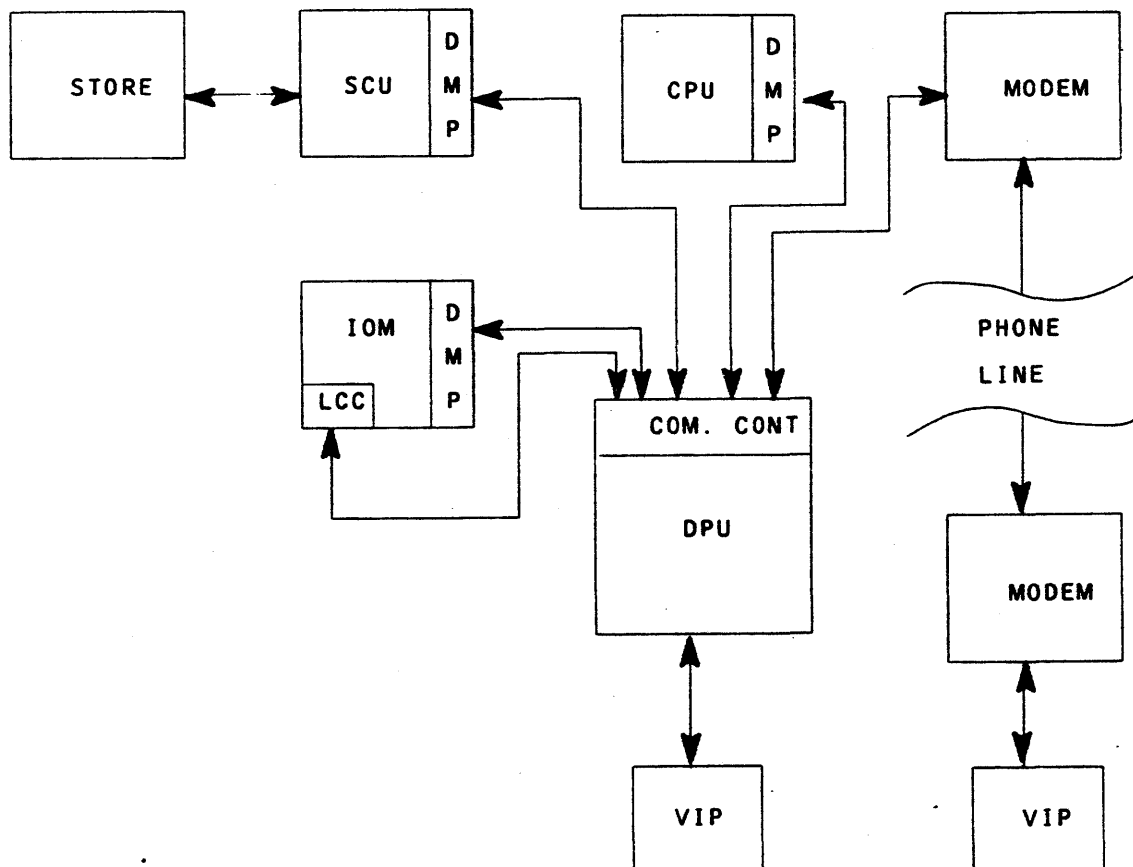 STORE
SCU
D
M
P
CPU
D
M
P
MODEM
IOM
D
M
P
LCC
PHONE
LINE
COM. CONT
DPU
MODEM
VIP
VIP